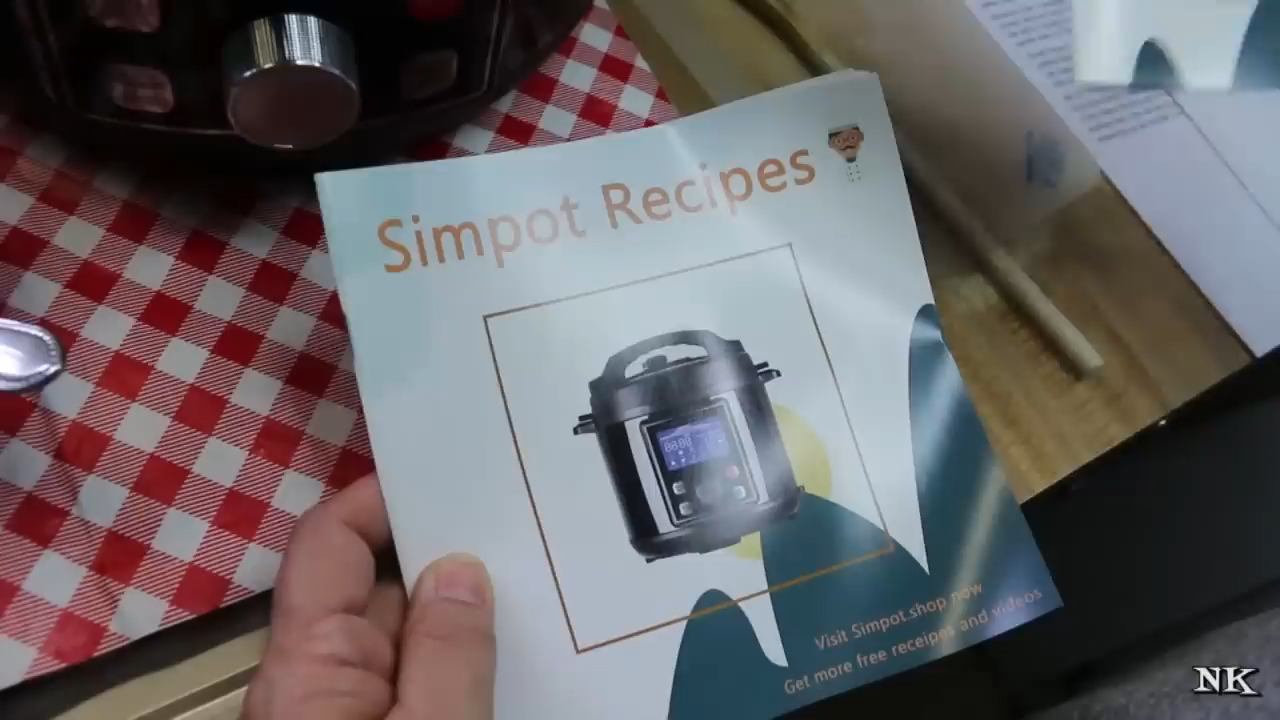 Simpot Recipes
Visit Simpot.shop now
Get more free receipes and videos
NK